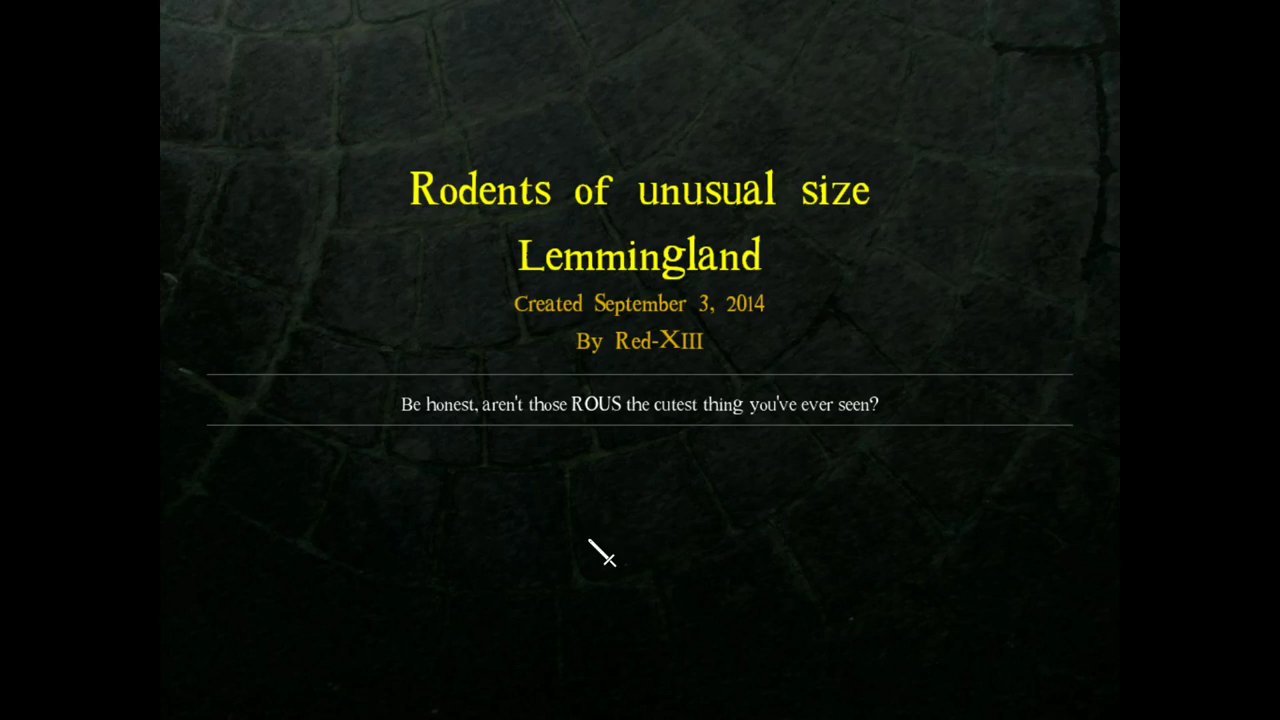 Rodents of unusual size
Lemmingland
Created September 3, 2014
By Red-XIII
Be honest, aren't those ROUS the cutest thing you've ever seen?